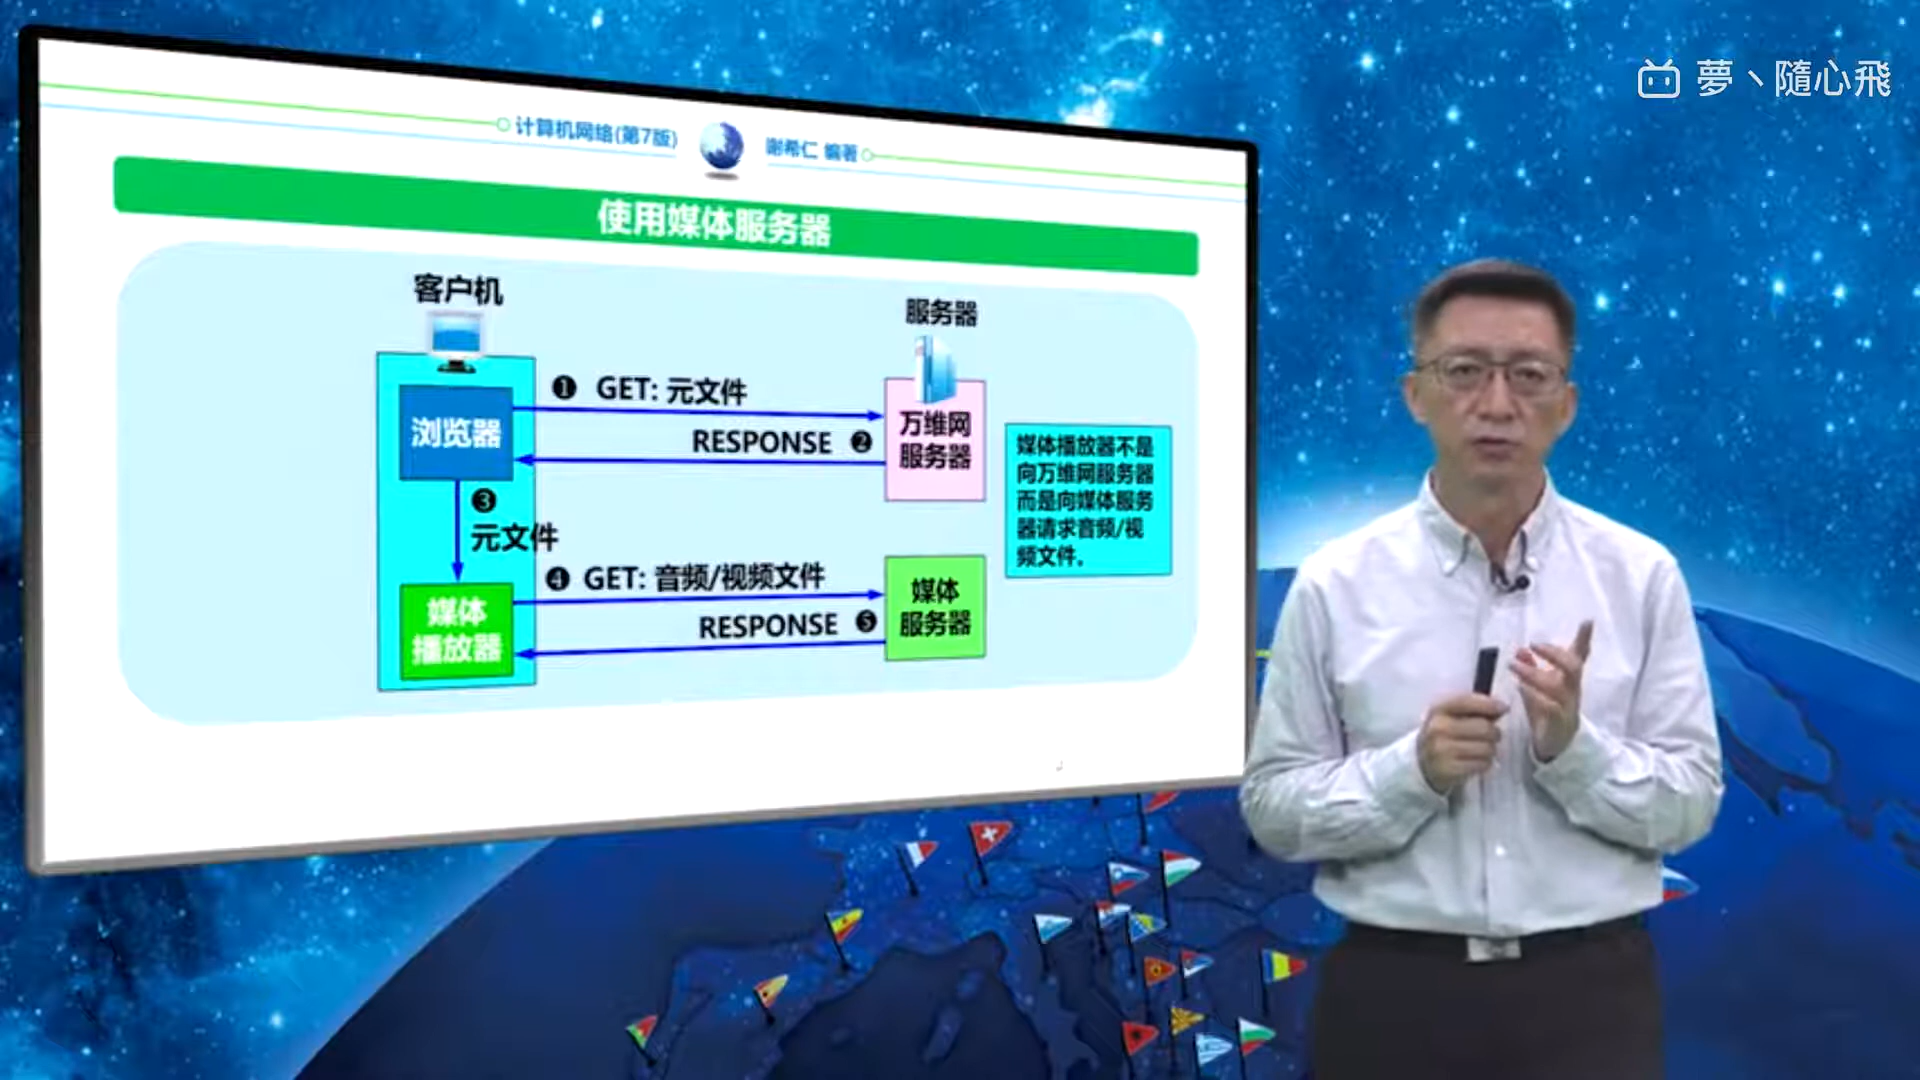 夢丶隨心飛
计算机网络(第7版)
谢希仁 编著
使用媒体服务器
客户机
服务器
浏览器
❶ GET: 元文件
RESPONSE ❷
万维网
服务器
❸
元文件
媒体
播放器
❹ GET: 音频/视频文件
RESPONSE ❺
媒体
服务器
媒体播放器不是
向万维网服务器
而是向媒体服务
器请求音频/视
频文件。